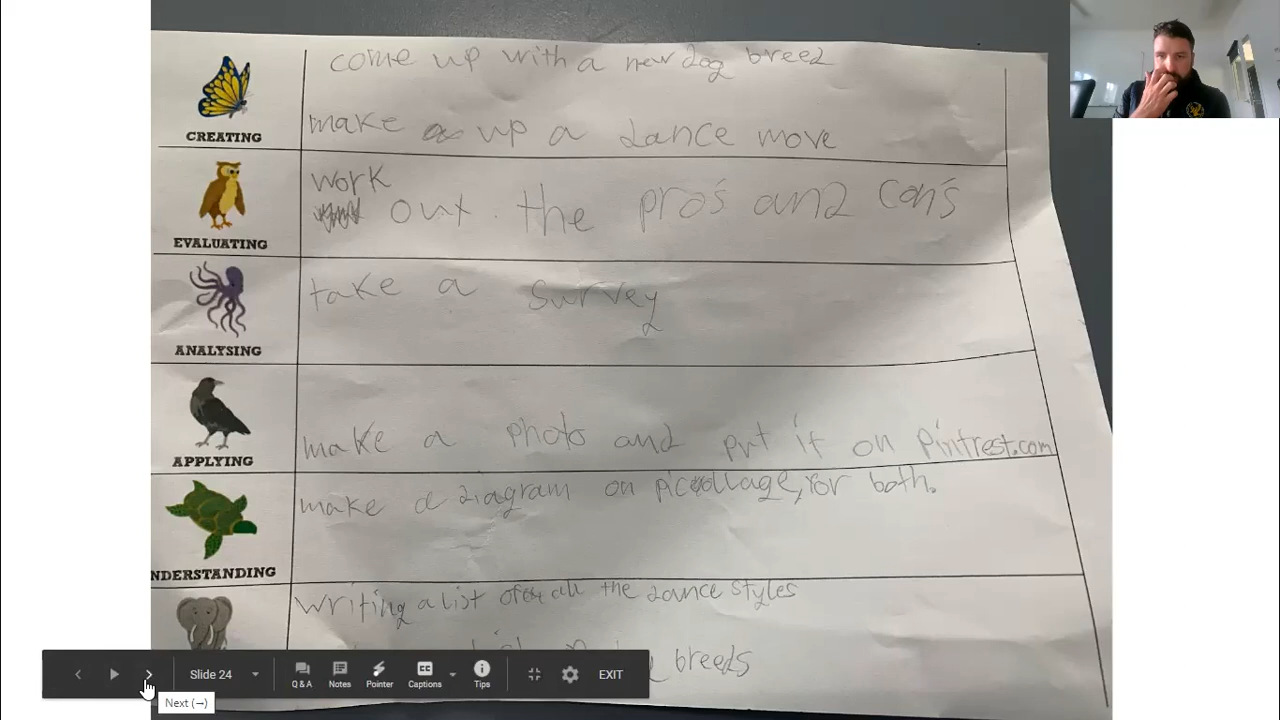 come up with a new dog breed
make up a dance move
CREATING
work
out the pro's and con's
EVALUATING
take a survey
ANALYSING
make a photo and put it on Pintrest.com
APPLYING
make a diagram on piccollage, for both.
NDERSTANDING
writing a list of all the dance styles
breeds
Slide 24
Q & A
Notes
Pointer
Captions
Tips
EXIT
Next (→)